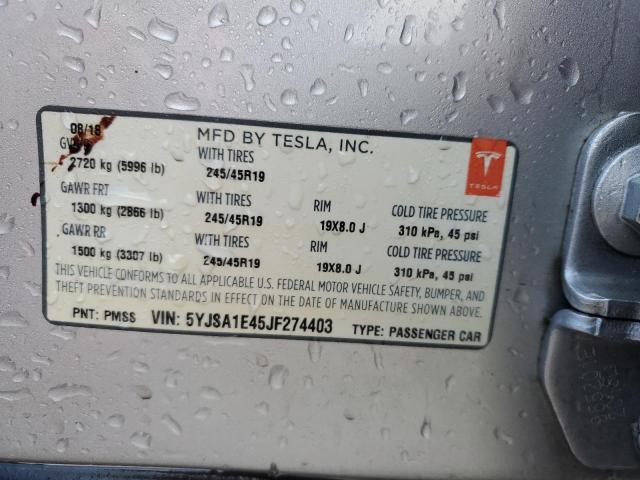 08/18
MFD BY TESLA, INC.
WITH TIRES
2720 kg (5996 lb) 245/45R19
TESLA
GAWR FRT WITH TIRES RIM COLD TIRE PRESSURE
1300 kg (2866 lb) 245/45R19 19X8.0 J 310 kPa, 45 psi
GAWR RR WITH TIRES RIM COLD TIRE PRESSURE
1500 kg (3307 lb) 245/45R19 19X8.0 J 310 kPa, 45 psi
THIS VEHICLE CONFORMS TO ALL APPLICABLE U.S. FEDERAL MOTOR VEHICLE SAFETY, BUMPER, AND
THEFT PREVENTION STANDARDS IN EFFECT ON THE DATE OF MANUFACTURE SHOWN ABOVE.
PNT: PMSS VIN: 5YJSA1E45JF274403 TYPE: PASSENGER CAR